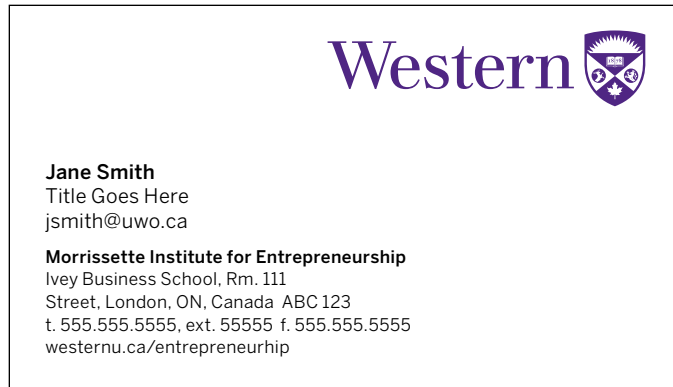 Western
Jane Smith
Title Goes Here
jsmith@uwo.ca
Morrissette Institute for Entrepreneurship
Ivey Business School, Rm. 111
Street, London, ON, Canada  ABC 123
t. 555.555.5555, ext. 55555  f. 555.555.5555
westernu.ca/entrepreneurhip